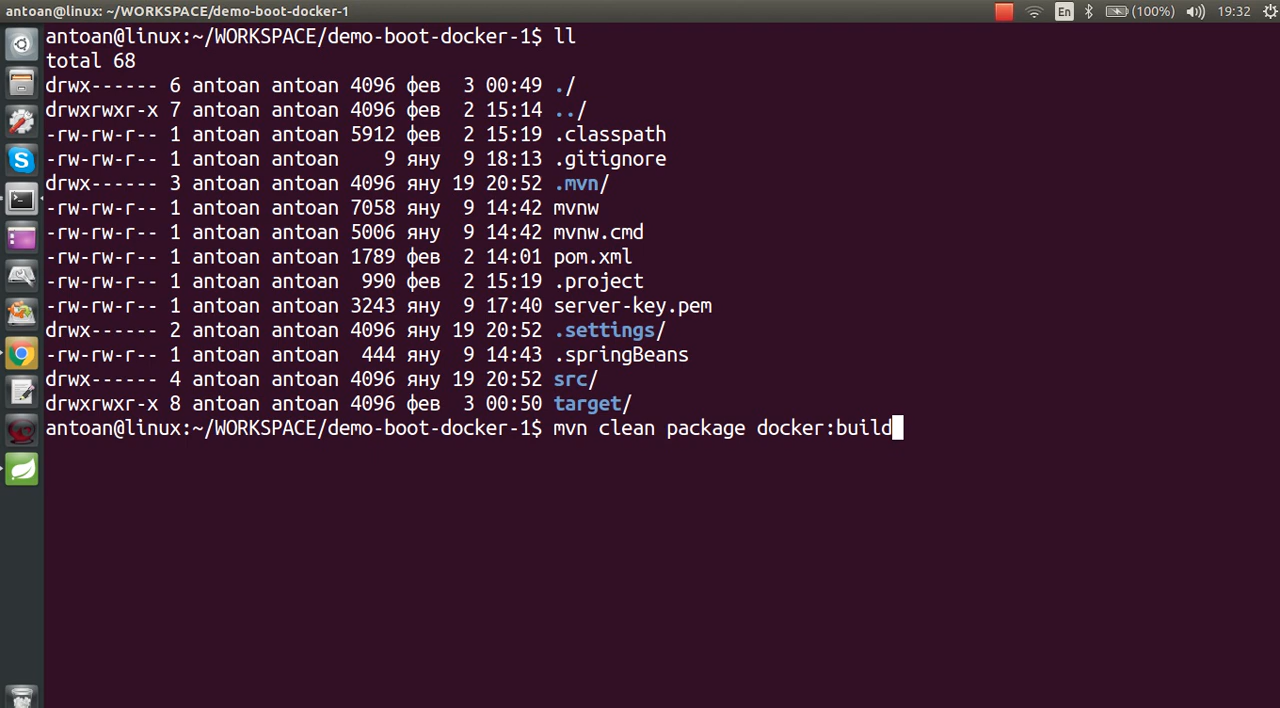 antoan@linux: ~/WORKSPACE/demo-boot-docker-1
En (100%) 19:32
antoan@linux:~/WORKSPACE/demo-boot-docker-1$ ll
total 68
drwx------ 6 antoan antoan 4096 фев  3 00:49 ./
drwxrwxr-x 7 antoan antoan 4096 фев  2 15:14 ../
-rw-rw-r-- 1 antoan antoan 5912 фев  2 15:19 .classpath
-rw-rw-r-- 1 antoan antoan    9 яну  9 18:13 .gitignore
drwx------ 3 antoan antoan 4096 яну 19 20:52 .mvn/
-rw-rw-r-- 1 antoan antoan 7058 яну  9 14:42 mvnw
-rw-rw-r-- 1 antoan antoan 5006 яну  9 14:42 mvnw.cmd
-rw-rw-r-- 1 antoan antoan 1789 фев  2 14:01 pom.xml
-rw-rw-r-- 1 antoan antoan  990 фев  2 15:19 .project
-rw-rw-r-- 1 antoan antoan 3243 яну  9 17:40 server-key.pem
drwx------ 2 antoan antoan 4096 яну 19 20:52 .settings/
-rw-rw-r-- 1 antoan antoan  444 яну  9 14:43 .springBeans
drwx------ 4 antoan antoan 4096 яну 19 20:52 src/
drwxrwxr-x 8 antoan antoan 4096 фев  3 00:50 target/
antoan@linux:~/WORKSPACE/demo-boot-docker-1$ mvn clean package docker:build